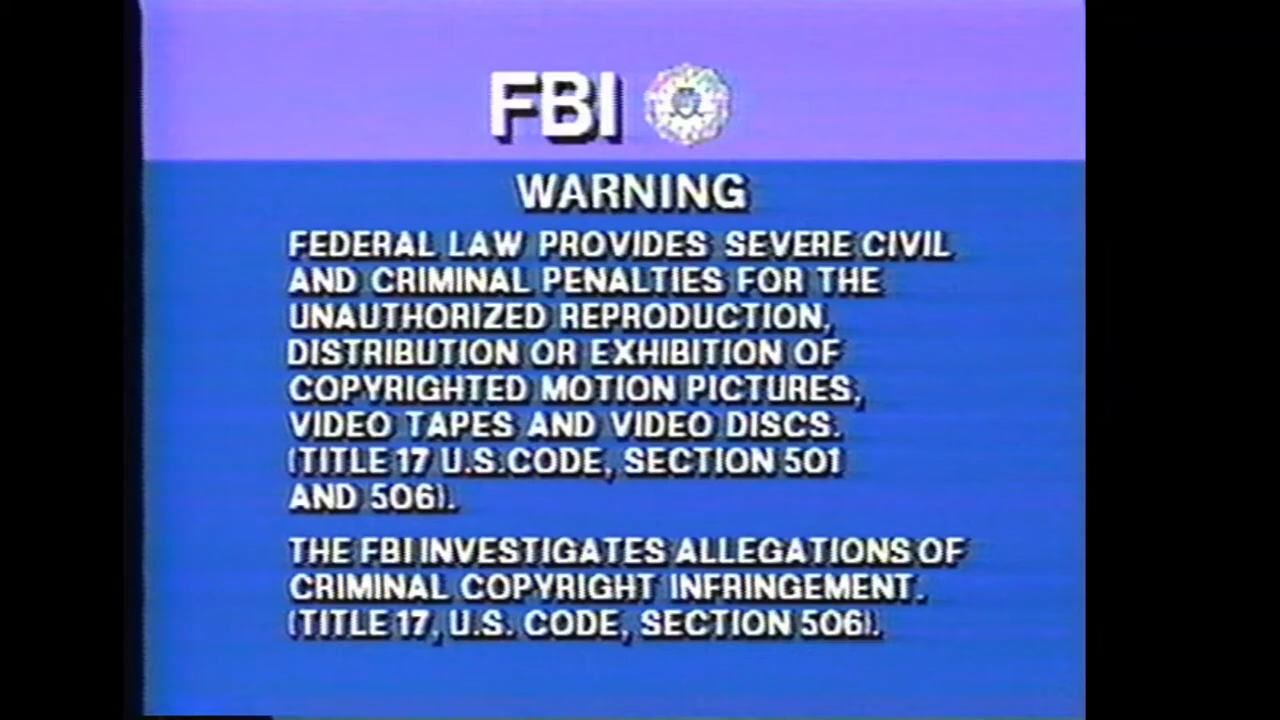 FBI
WARNING
FEDERAL LAW PROVIDES SEVERE CIVIL
AND CRIMINAL PENALTIES FOR THE
UNAUTHORIZED REPRODUCTION,
DISTRIBUTION OR EXHIBITION OF
COPYRIGHTED MOTION PICTURES,
VIDEO TAPES AND VIDEO DISCS.
(TITLE 17 U.S.CODE, SECTION 501
AND 506).
THE FBI INVESTIGATES ALLEGATIONS OF
CRIMINAL COPYRIGHT INFRINGEMENT.
(TITLE 17, U.S. CODE, SECTION 506).